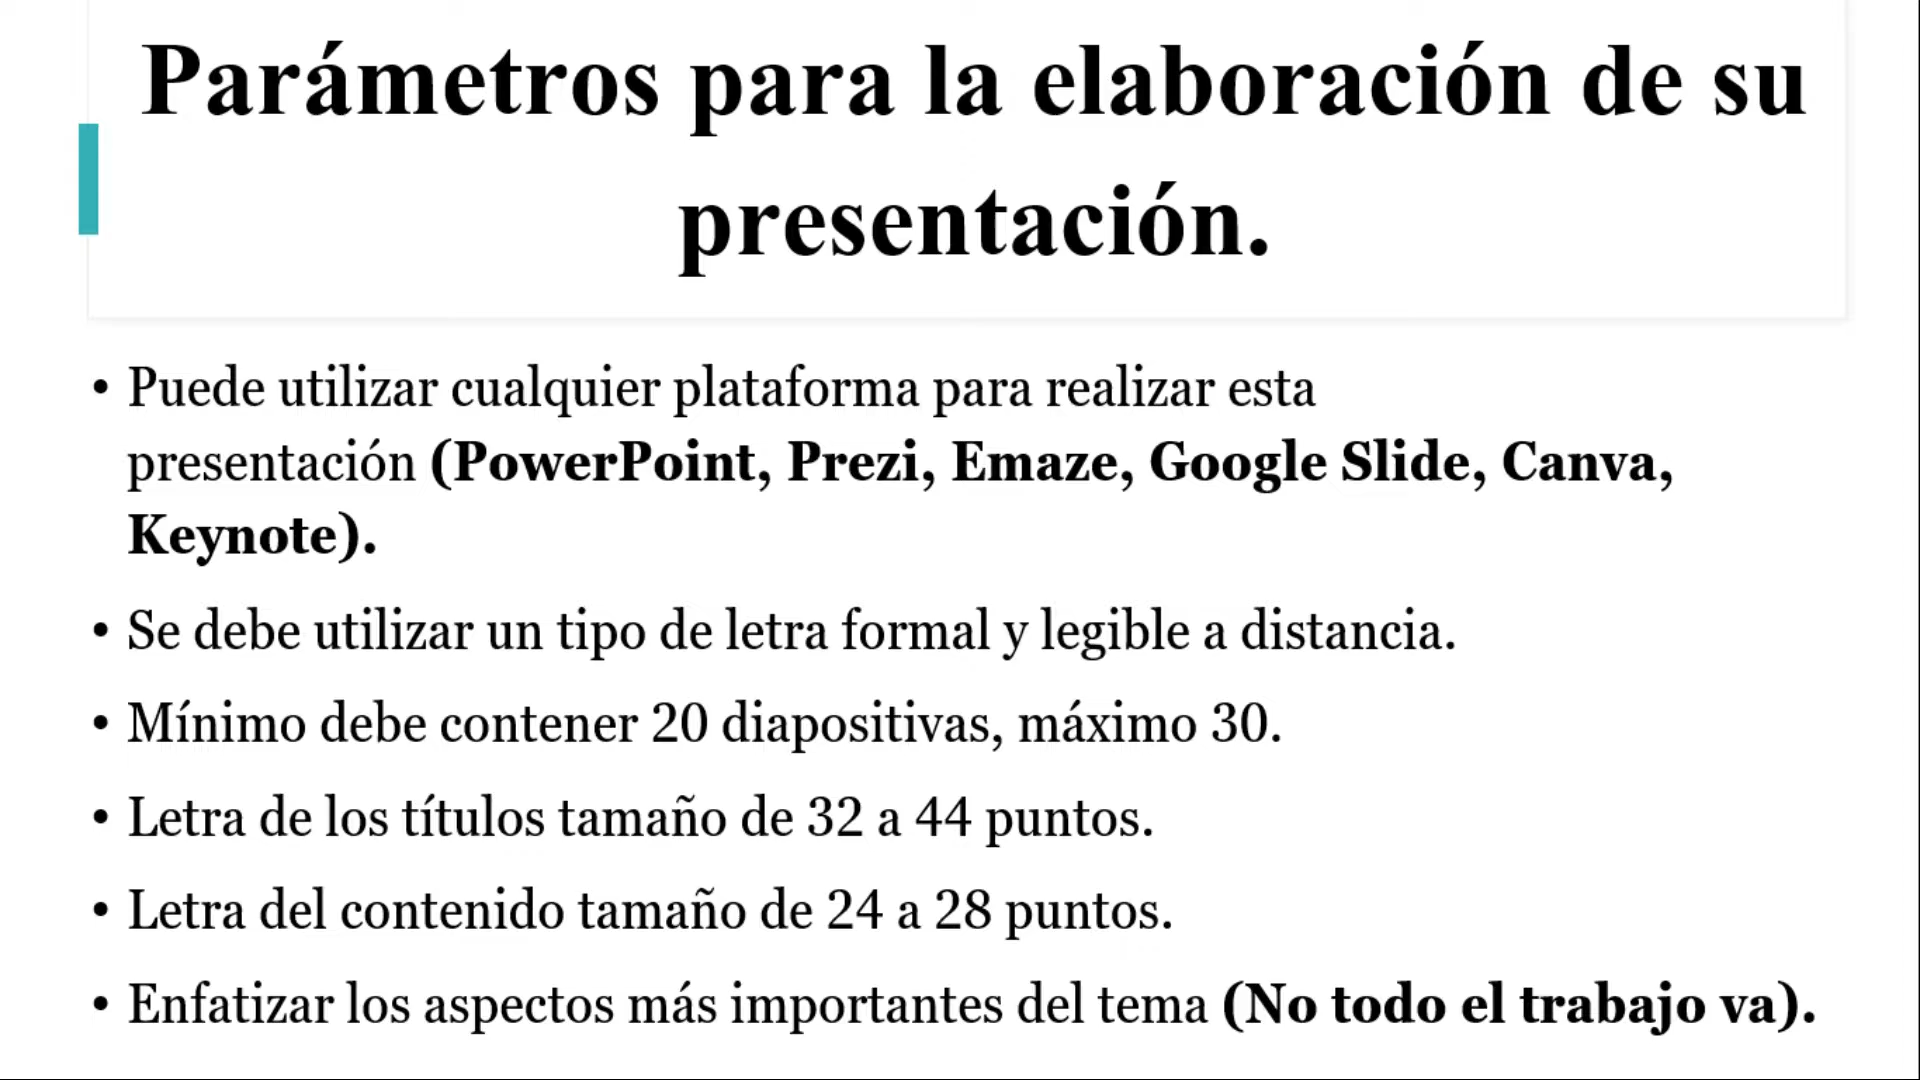 Parámetros para la elaboración de su
presentación.
• Puede utilizar cualquier plataforma para realizar esta
presentación (PowerPoint, Prezi, Emaze, Google Slide, Canva,
Keynote).
• Se debe utilizar un tipo de letra formal y legible a distancia.
• Mínimo debe contener 20 diapositivas, máximo 30.
• Letra de los títulos tamaño de 32 a 44 puntos.
• Letra del contenido tamaño de 24 a 28 puntos.
• Enfatizar los aspectos más importantes del tema (No todo el trabajo va).